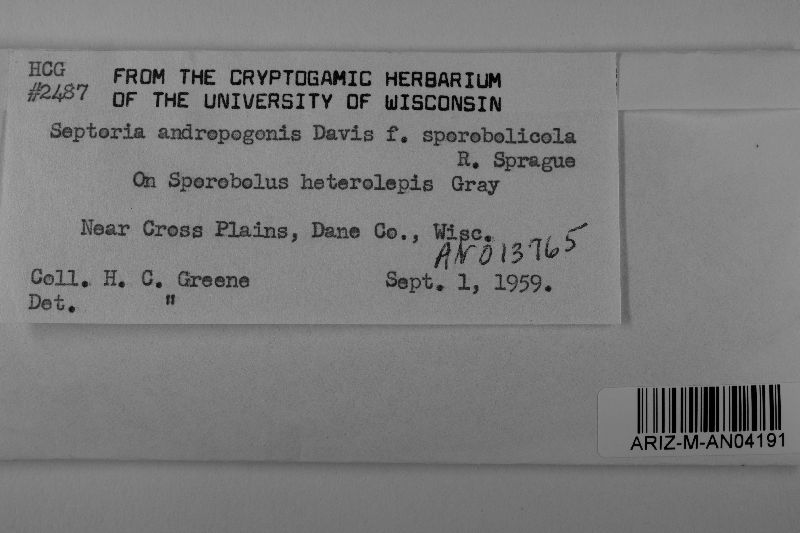 HCG
#2487
FROM THE CRYPTOGAMIC HERBARIUM
OF THE UNIVERSITY OF WISCONSIN
Septoria andropogonis Davis f. sporobolicola
R. Sprague
On Sporobolus heterolepis Gray
Near Cross Plains, Dane Co., Wisc.
AN013765
Coll. H. C. Greene Sept. 1, 1959.
Det. "
ARIZ-M-AN04191